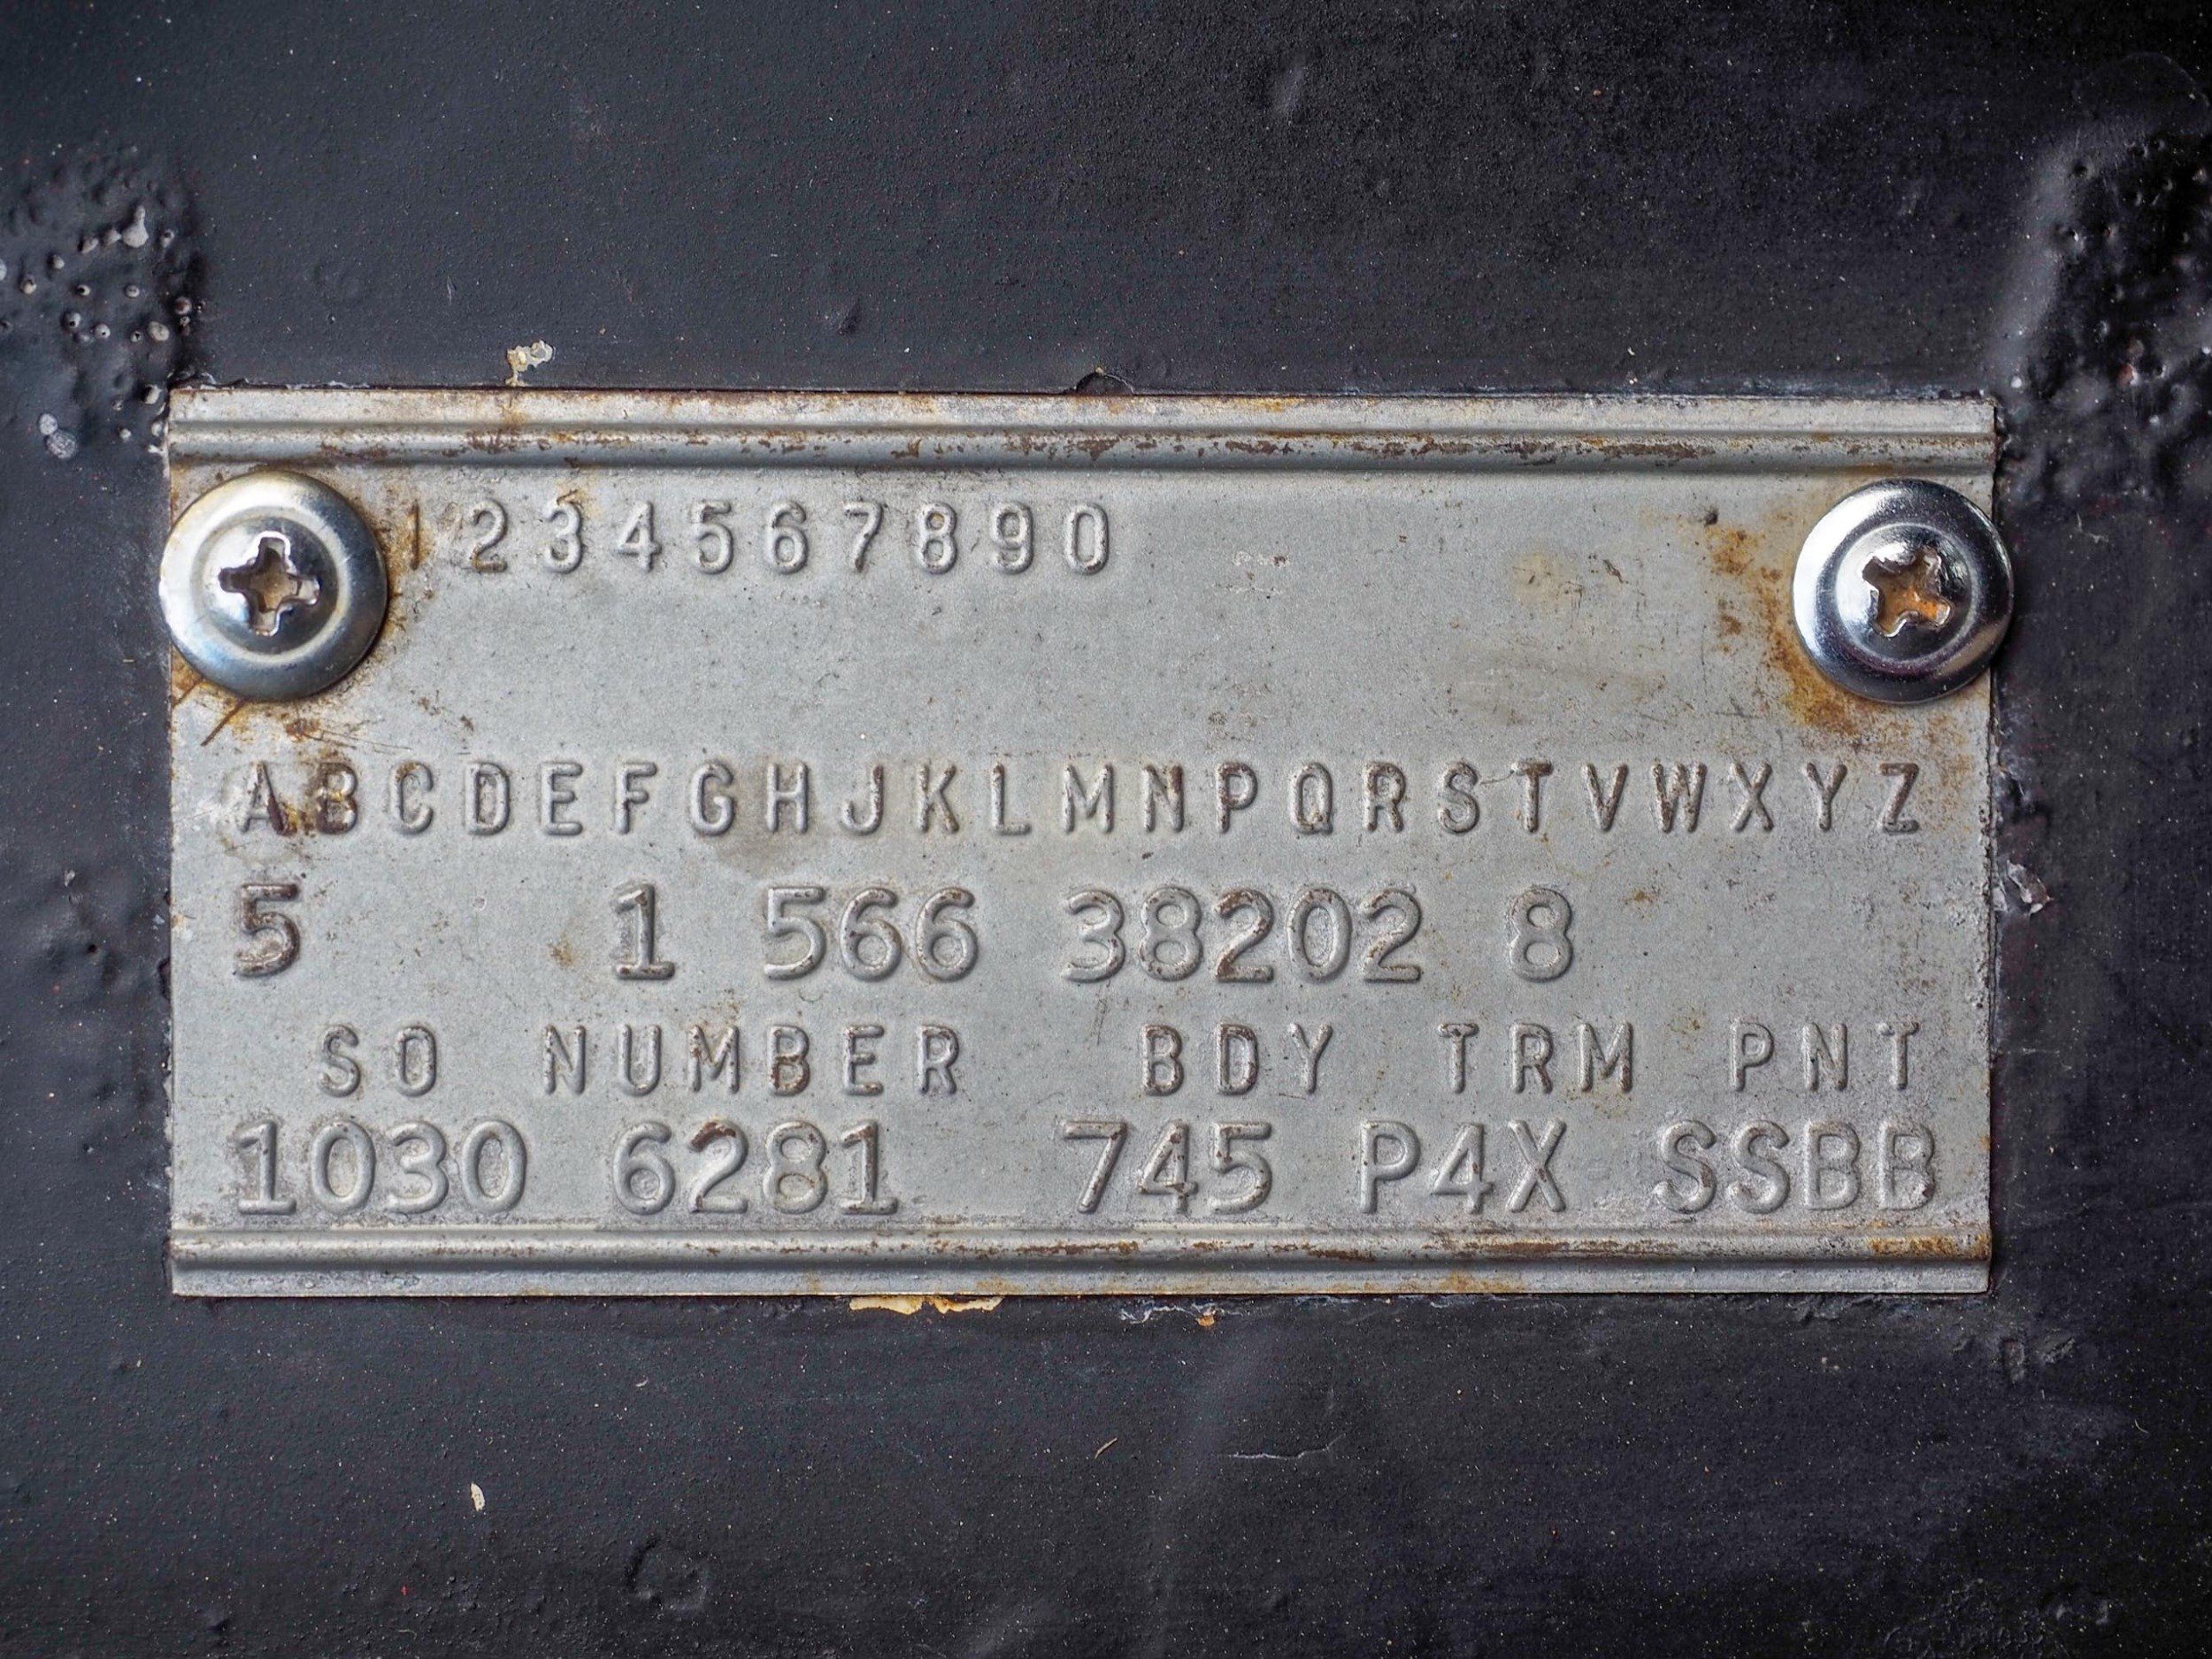 1234567890
ABCDEFGHJKLMNPQRSTVWXYZ
5 1 566 38202 8
SO NUMBER BDY TRM PNT
1030 6281 745 P4X SSBB